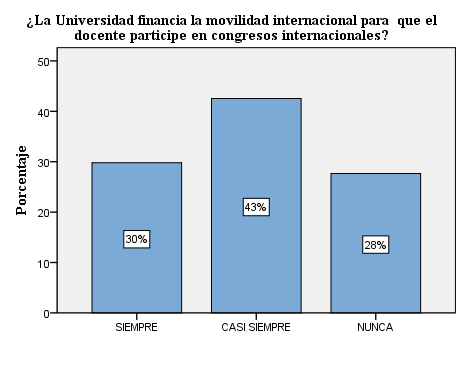 ¿La Universidad financia la movilidad internacional para que el
docente participe en congresos internacionales?
Porcentaje
50
40
30
20
10
0
30%
43%
28%
SIEMPRE
CASI SIEMPRE
NUNCA